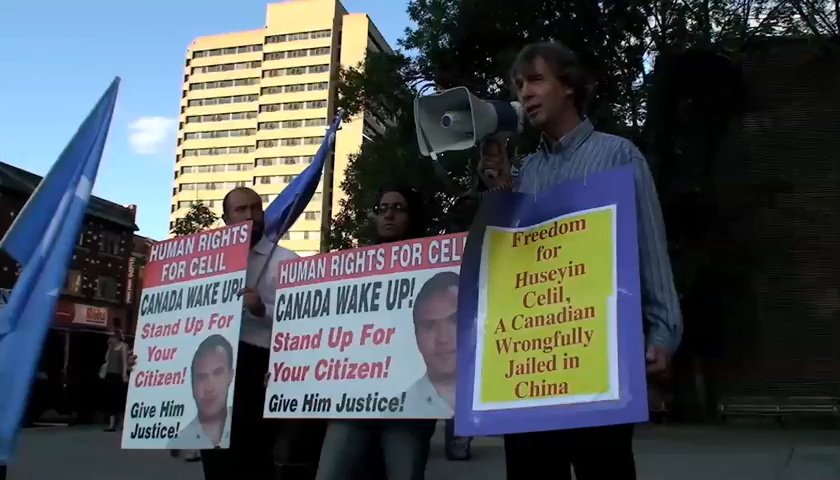 HUMAN RIGHTS
FOR CELIL
CANADA WAKE UP!
Stand Up For
Your
Citizen!
Give Him
Justice!
HUMAN RIGHTS FOR CEL
CANADA WAKE UP!
Stand Up For
Your Citizen!
Give Him Justice!
Freedom
for
Huseyin
Celil,
A Canadian
Wrongfully
Jailed in
China